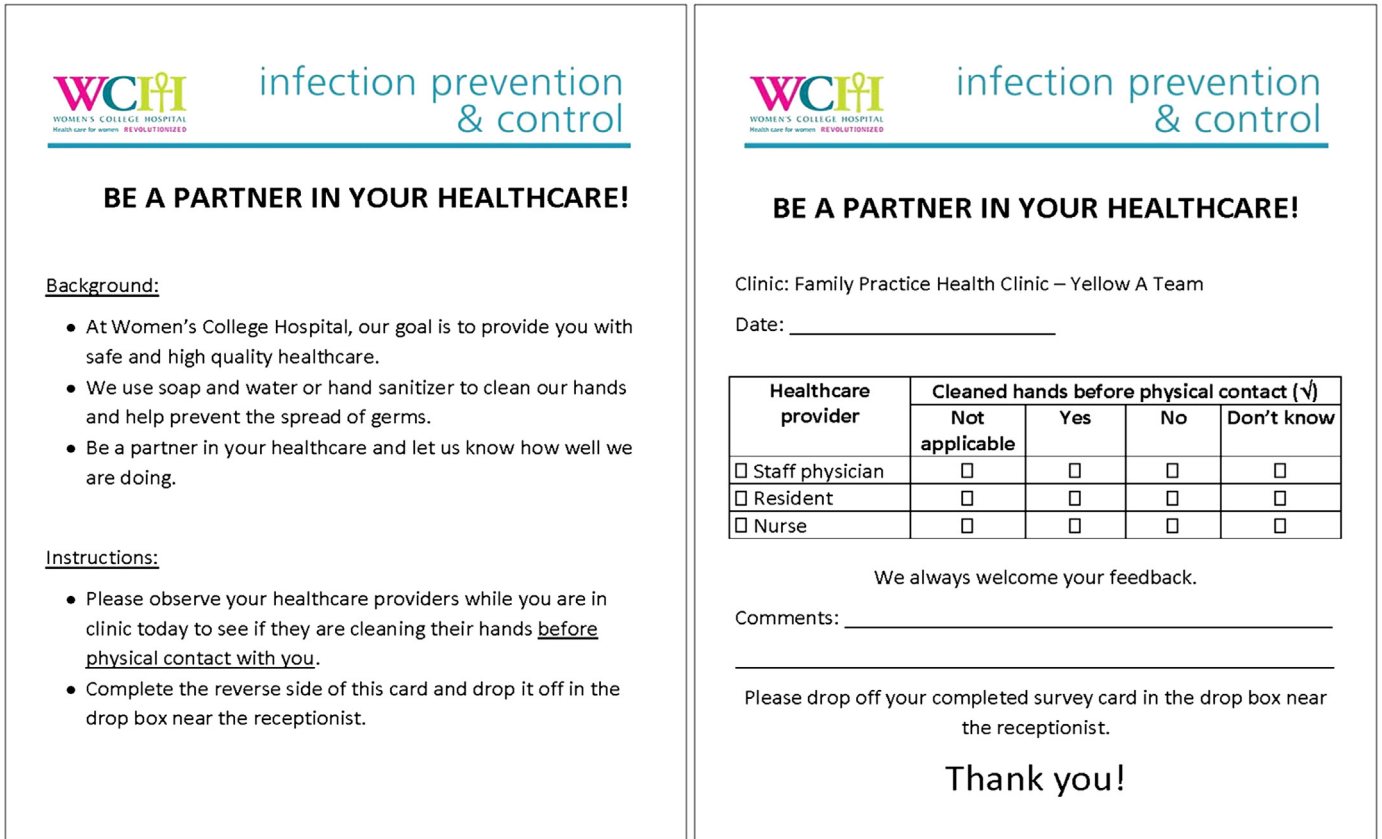 WCH
WOMEN'S COLLEGE HOSPITAL
Health care for women REVOLUTIONIZED
infection prevention
& control
BE A PARTNER IN YOUR HEALTHCARE!
Background:
● At Women's College Hospital, our goal is to provide you with
safe and high quality healthcare.
● We use soap and water or hand sanitizer to clean our hands
and help prevent the spread of germs.
● Be a partner in your healthcare and let us know how well we
are doing.
Instructions:
● Please observe your healthcare providers while you are in
clinic today to see if they are cleaning their hands before
physical contact with you.
● Complete the reverse side of this card and drop it off in the
drop box near the receptionist.
WCH
WOMEN'S COLLEGE HOSPITAL
Health care for women REVOLUTIONIZED
infection prevention
& control
BE A PARTNER IN YOUR HEALTHCARE!
Clinic: Family Practice Health Clinic – Yellow A Team
Date: ________________________
Healthcare provider
Cleaned hands before physical contact (√)
Not applicable Yes No Don't know
☐ Staff physician ☐ ☐ ☐ ☐
☐ Resident ☐ ☐ ☐ ☐
☐ Nurse ☐ ☐ ☐ ☐
We always welcome your feedback.
Comments: ________________________
Please drop off your completed survey card in the drop box near
the receptionist.
Thank you!